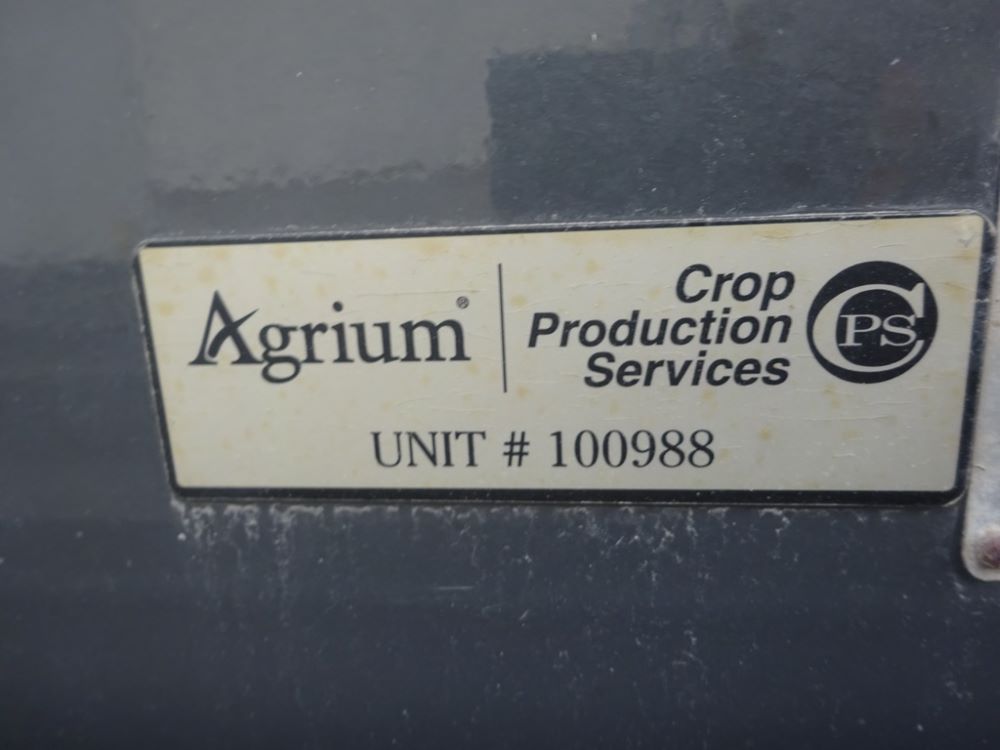 Agrium®
Crop
Production
Services
CPS
UNIT # 100988